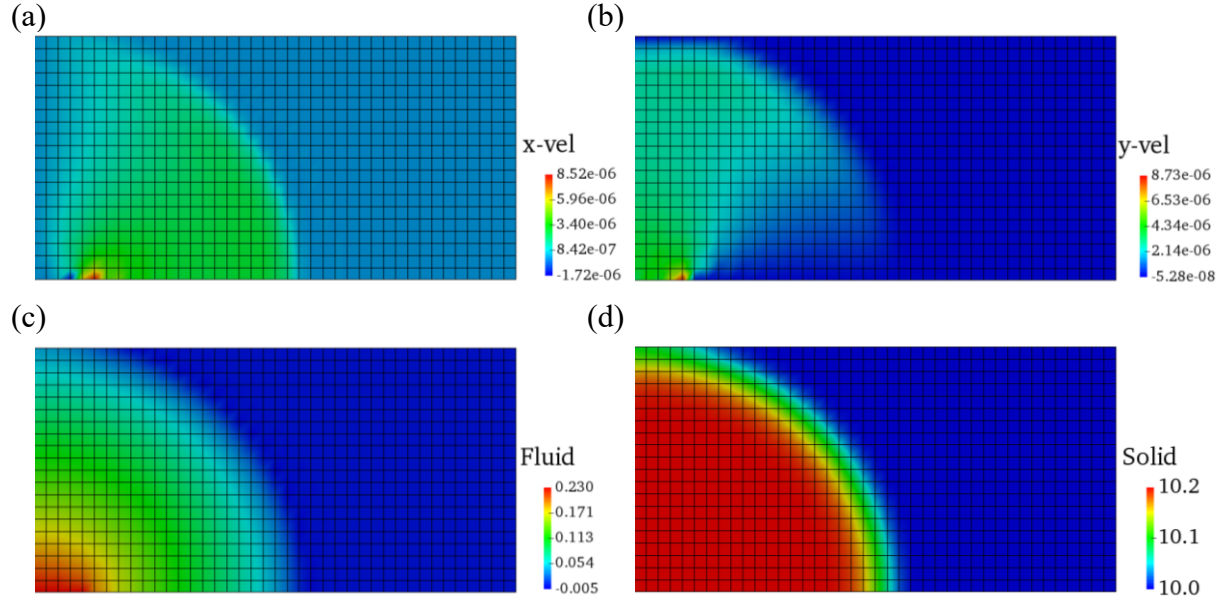 (a)
x-vel
8.52e-06
5.96e-06
3.40e-06
8.42e-07
-1.72e-06
(b)
y-vel
8.73e-06
6.53e-06
4.34e-06
2.14e-06
-5.28e-08
(c)
Fluid
0.230
0.171
0.113
0.054
-0.005
(d)
Solid
10.2
10.1
10.1
10.0